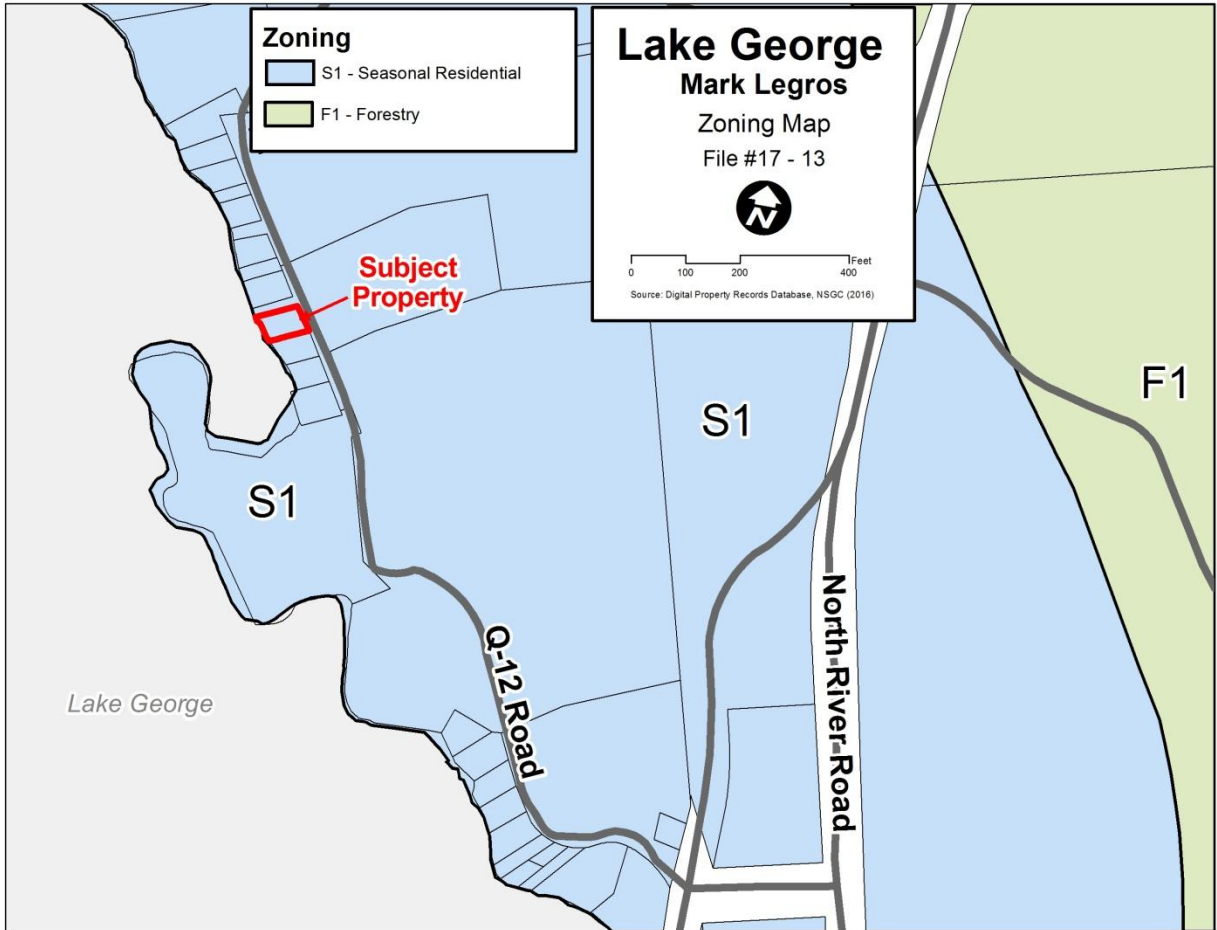 Zoning
S1 - Seasonal Residential
F1 - Forestry
Lake George
Mark Legros
Zoning Map
File #17 - 13
N
0 100 200 400 Feet
Source: Digital Property Records Database, NSGC (2016)
Subject
Property
F1
S1
S1
Lake George
Q-12 Road
North River Road